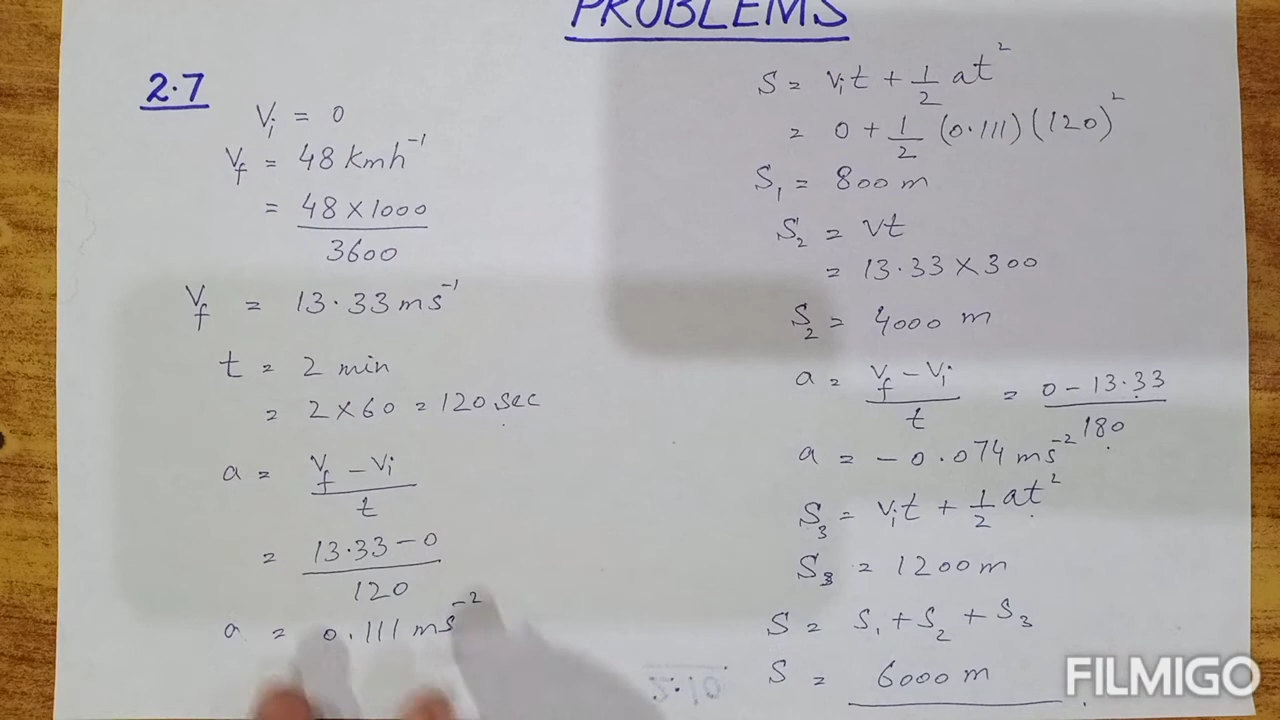 PROBLEMS
2.7
Vi = 0
Vf = 48 kmh⁻¹
= 48 × 1000
3600
Vf = 13.33 ms⁻¹
t = 2 min
= 2 × 60 = 120 sec
a = Vf − Vi
t
= 13.33 − 0
120
a = 0.111 ms⁻²
S = Vit + 1/2 at²
= 0 + 1/2 (0.111) (120)²
S₁ = 800 m
S₂ = Vt
= 13.33 × 300
S₂ = 4000 m
a = Vf − Vi / t = 0 − 13.33 / 180
a = −0.074 ms⁻²
S₃ = Vit + 1/2 at²
S₃ = 1200 m
S = S₁ + S₂ + S₃
S = 6000 m
2.10
FILMIGO